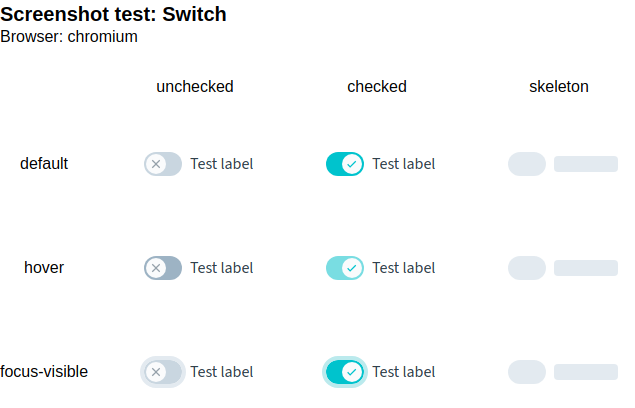 Screenshot test: Switch
Browser: chromium
unchecked checked skeleton
default Test label Test label
hover Test label Test label
focus-visible Test label Test label